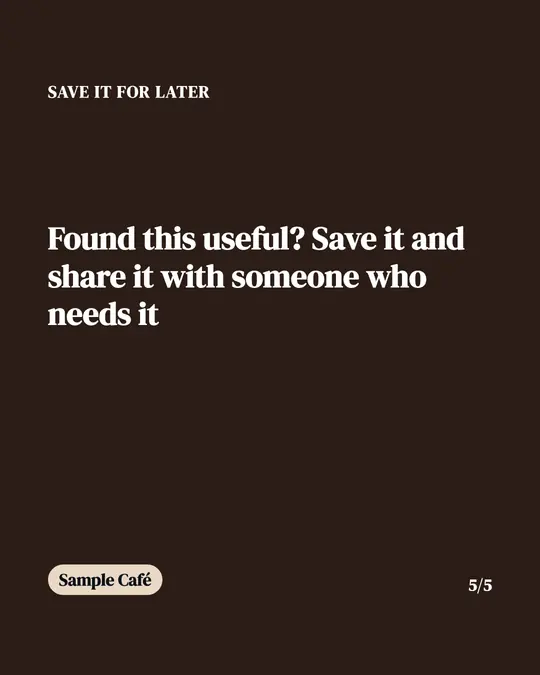 SAVE IT FOR LATER
Found this useful? Save it and
share it with someone who
needs it
Sample Café
5/5